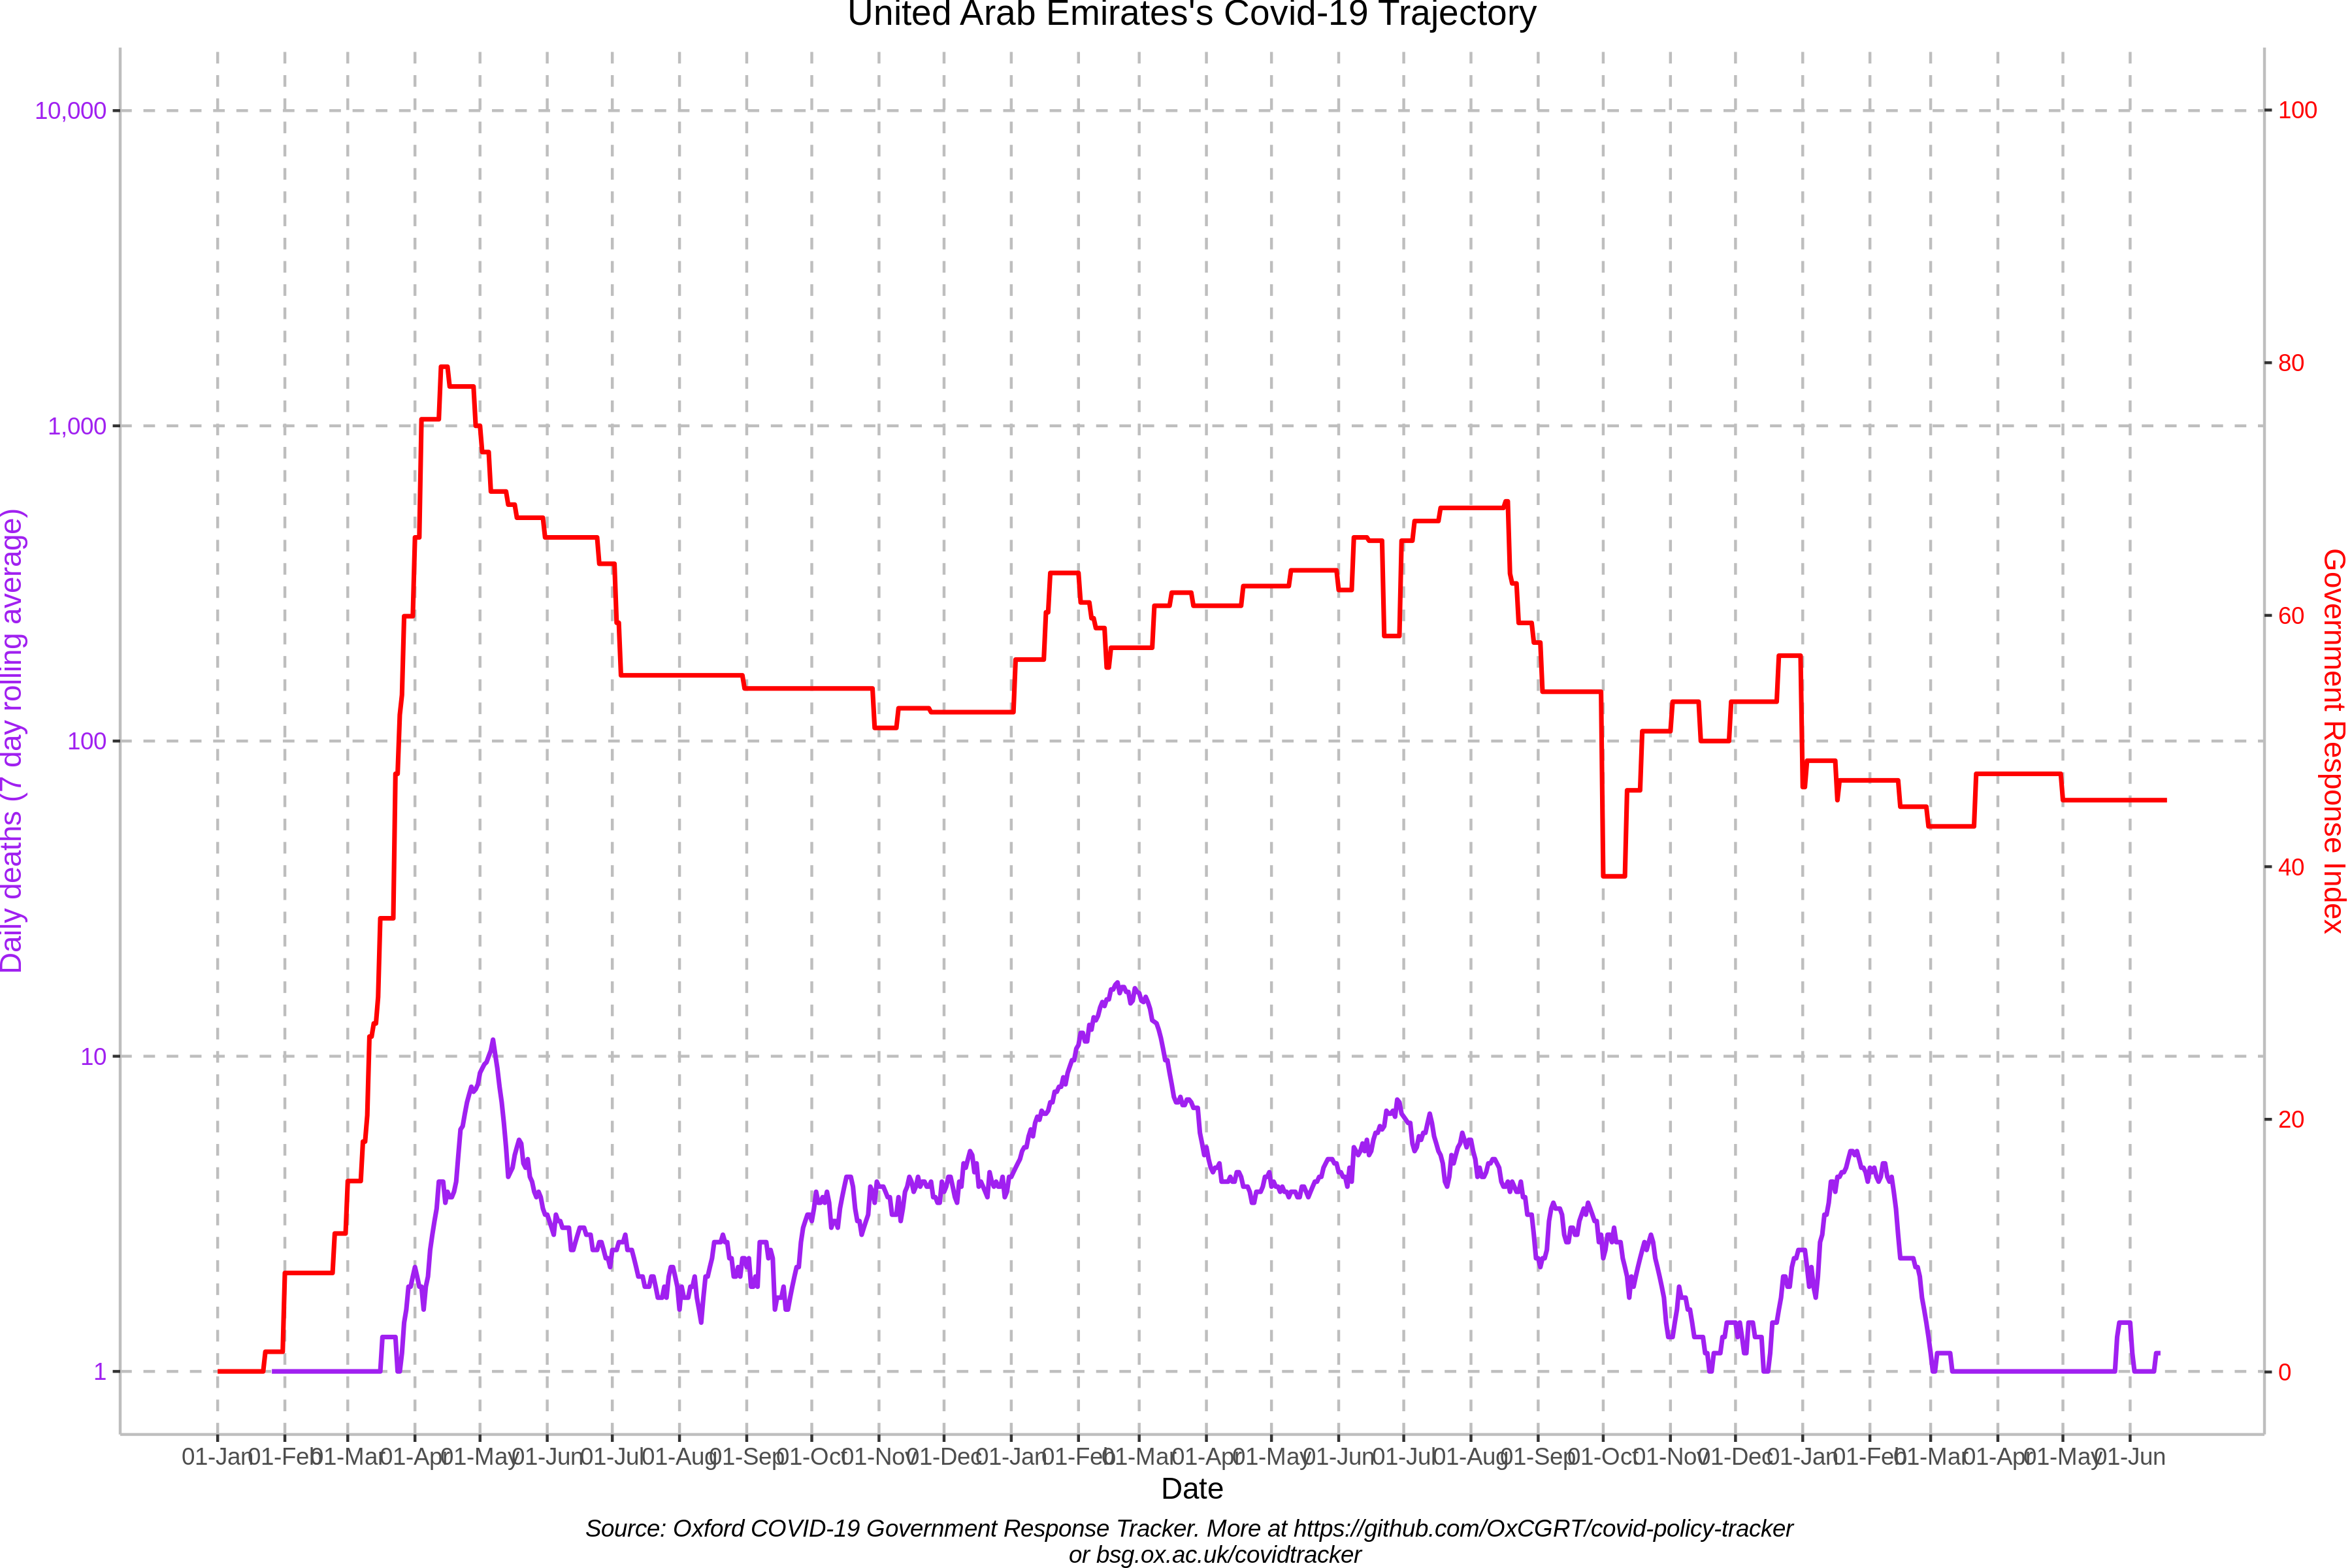 United Arab Emirates's Covid-19 Trajectory
10,000
1,000
100
10
1
Daily deaths (7 day rolling average)
100
80
60
40
20
0
Government Response Index
01-Jan 01-Feb 01-Mar 01-Apr 01-May 01-Jun 01-Jul 01-Aug 01-Sep 01-Oct 01-Nov 01-Dec 01-Jan 01-Feb 01-Mar 01-Apr 01-May 01-Jun 01-Jul 01-Aug 01-Sep 01-Oct 01-Nov 01-Dec 01-Jan 01-Feb 01-Mar 01-Apr 01-May 01-Jun
Date
Source: Oxford COVID-19 Government Response Tracker. More at https://github.com/OxCGRT/covid-policy-tracker
or bsg.ox.ac.uk/covidtracker